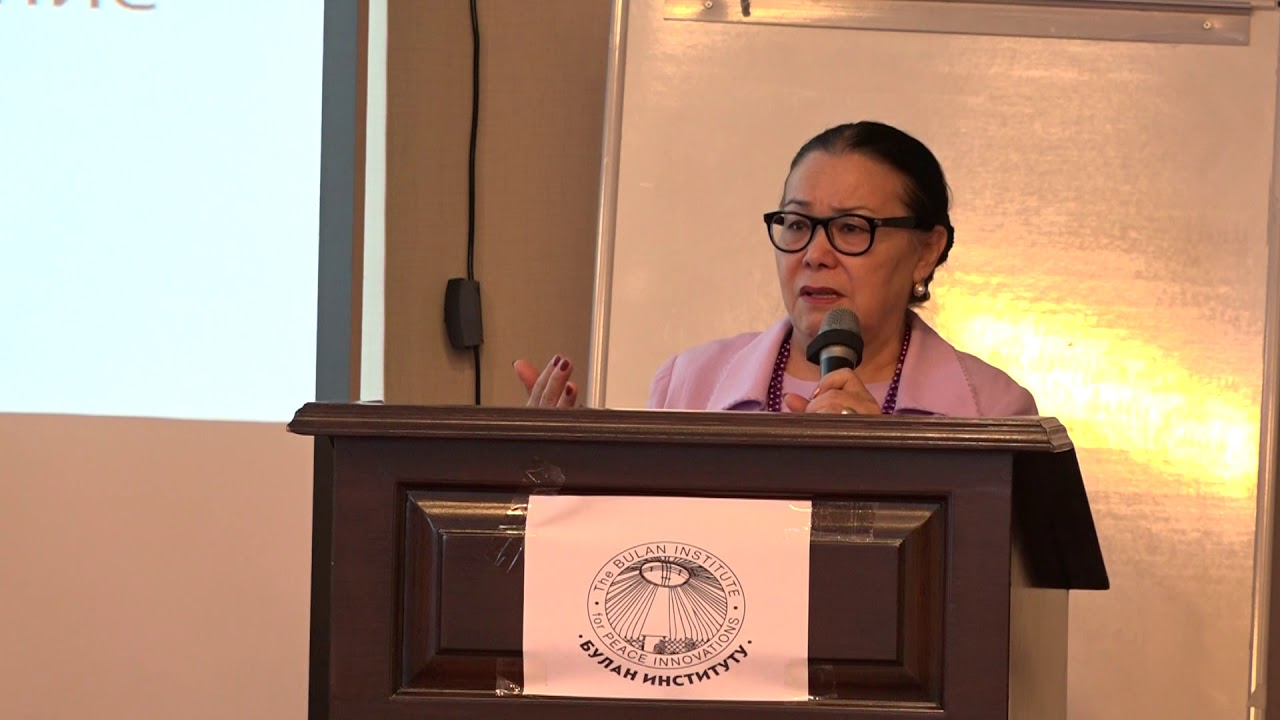 The BULAN INSTITUTE
for PEACE INNOVATIONS
• БУЛАН ИНСТИТУТУ •